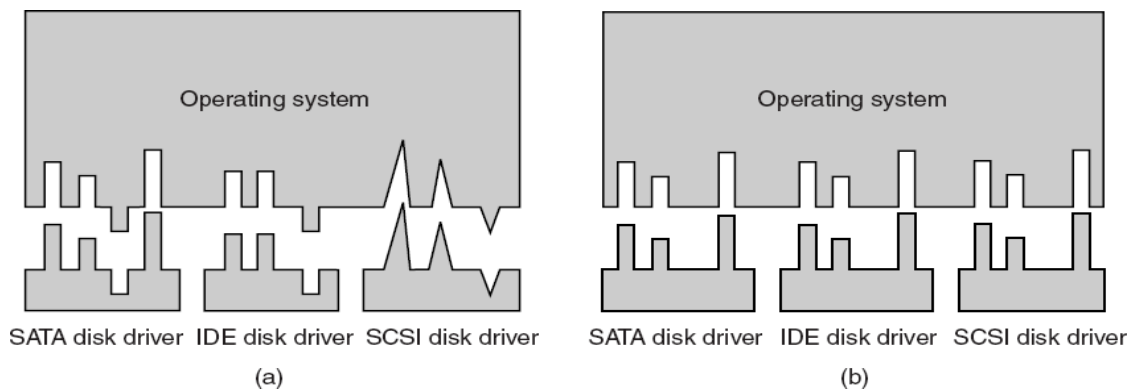 Operating system
SATA disk driver IDE disk driver SCSI disk driver
(a)
Operating system
SATA disk driver IDE disk driver SCSI disk driver
(b)